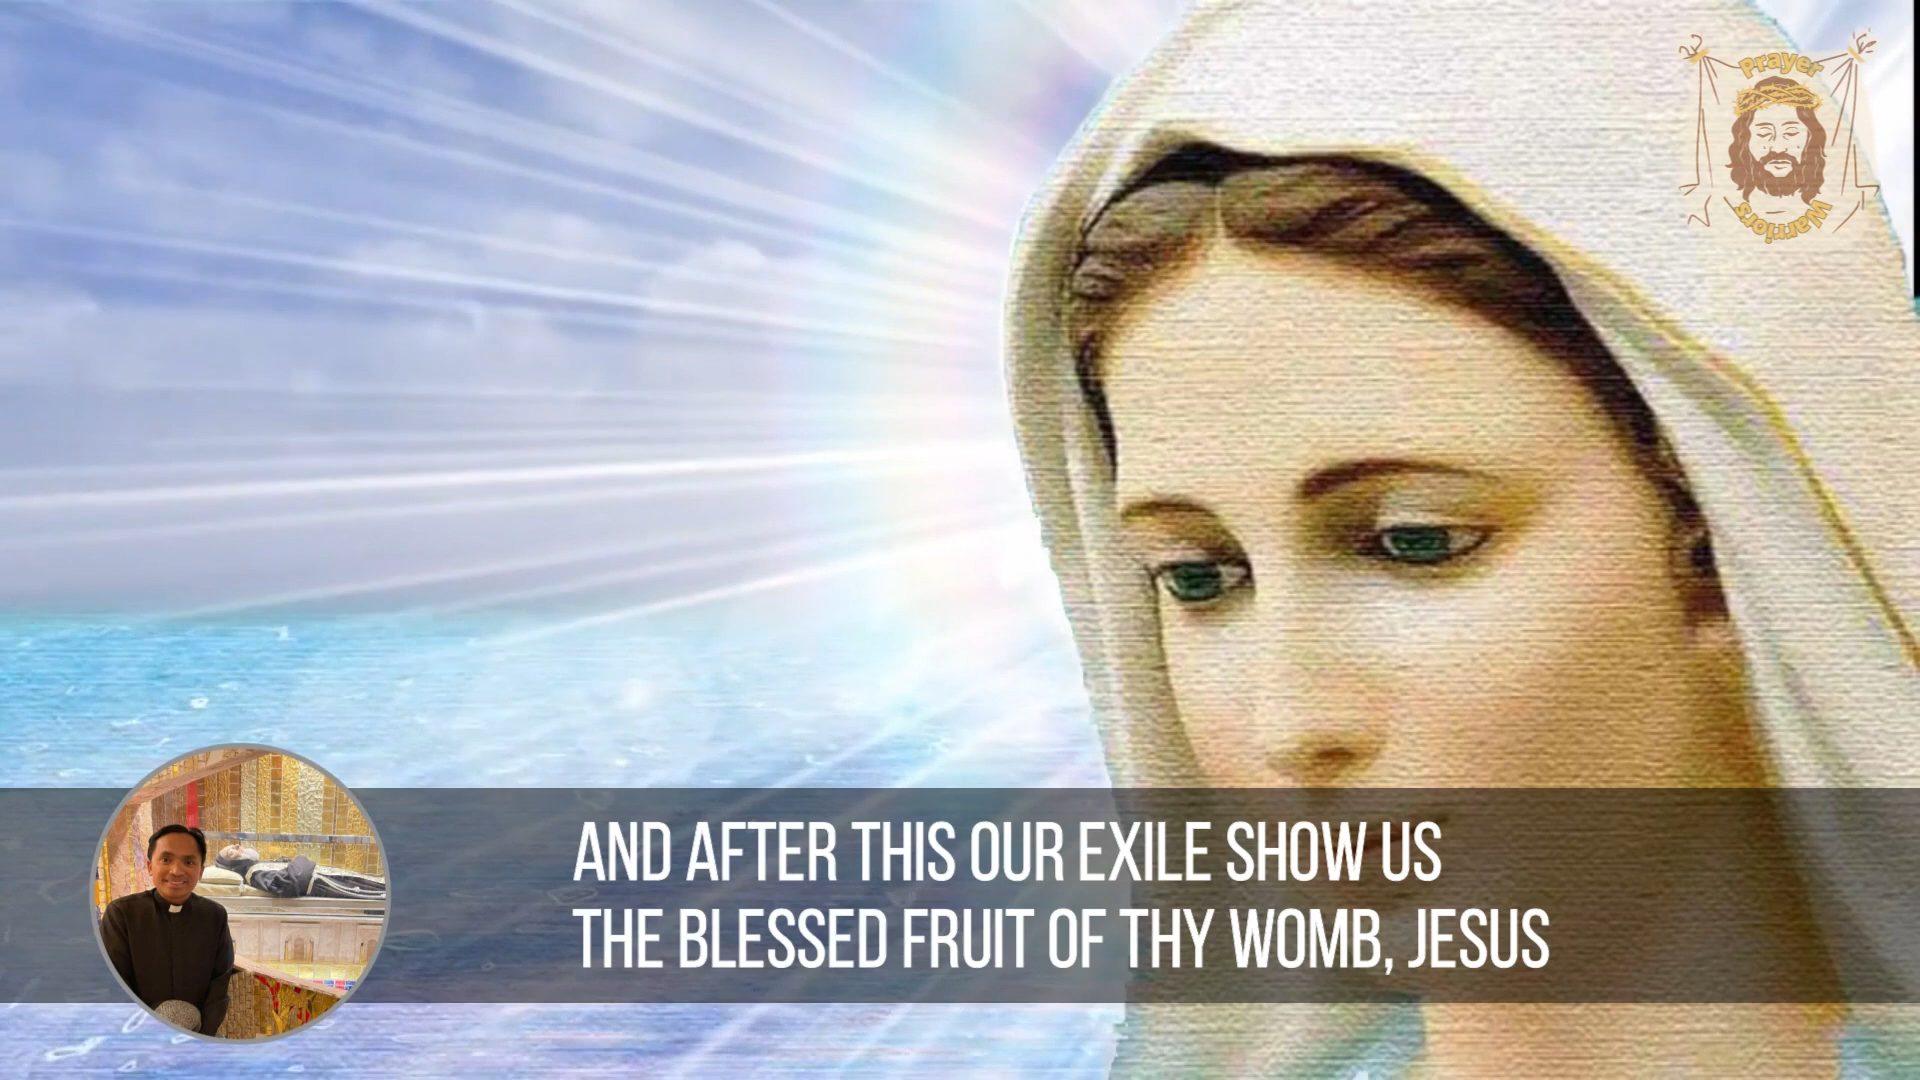 Prayer
Warriors
AND AFTER THIS OUR EXILE SHOW US
THE BLESSED FRUIT OF THY WOMB, JESUS